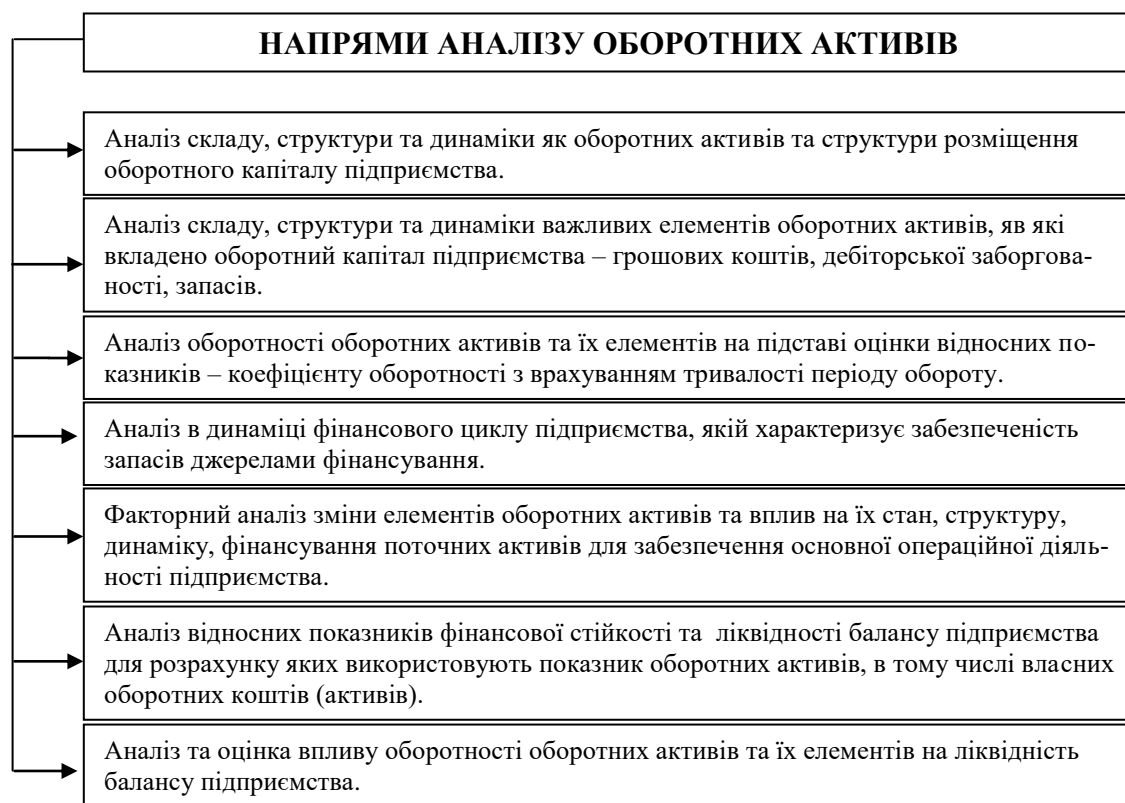 НАПРЯМИ АНАЛІЗУ ОБОРОТНИХ АКТИВІВ
Аналіз складу, структури та динаміки як оборотних активів та структури розміщення
оборотного капіталу підприємства.
Аналіз складу, структури та динаміки важливих елементів оборотних активів, яв які
вкладено оборотний капітал підприємства – грошових коштів, дебіторської заборгова-
ності, запасів.
Аналіз оборотності оборотних активів та їх елементів на підставі оцінки відносних по-
казників – коефіцієнту оборотності з врахуванням тривалості періоду обороту.
Аналіз в динаміці фінансового циклу підприємства, якій характеризує забезпеченість
запасів джерелами фінансування.
Факторний аналіз зміни елементів оборотних активів та вплив на їх стан, структуру,
динаміку, фінансування поточних активів для забезпечення основної операційної діяль-
ності підприємства.
Аналіз відносних показників фінансової стійкості та ліквідності балансу підприємства
для розрахунку яких використовують показник оборотних активів, в тому числі власних
оборотних коштів (активів).
Аналіз та оцінка впливу оборотності оборотних активів та їх елементів на ліквідність
балансу підприємства.